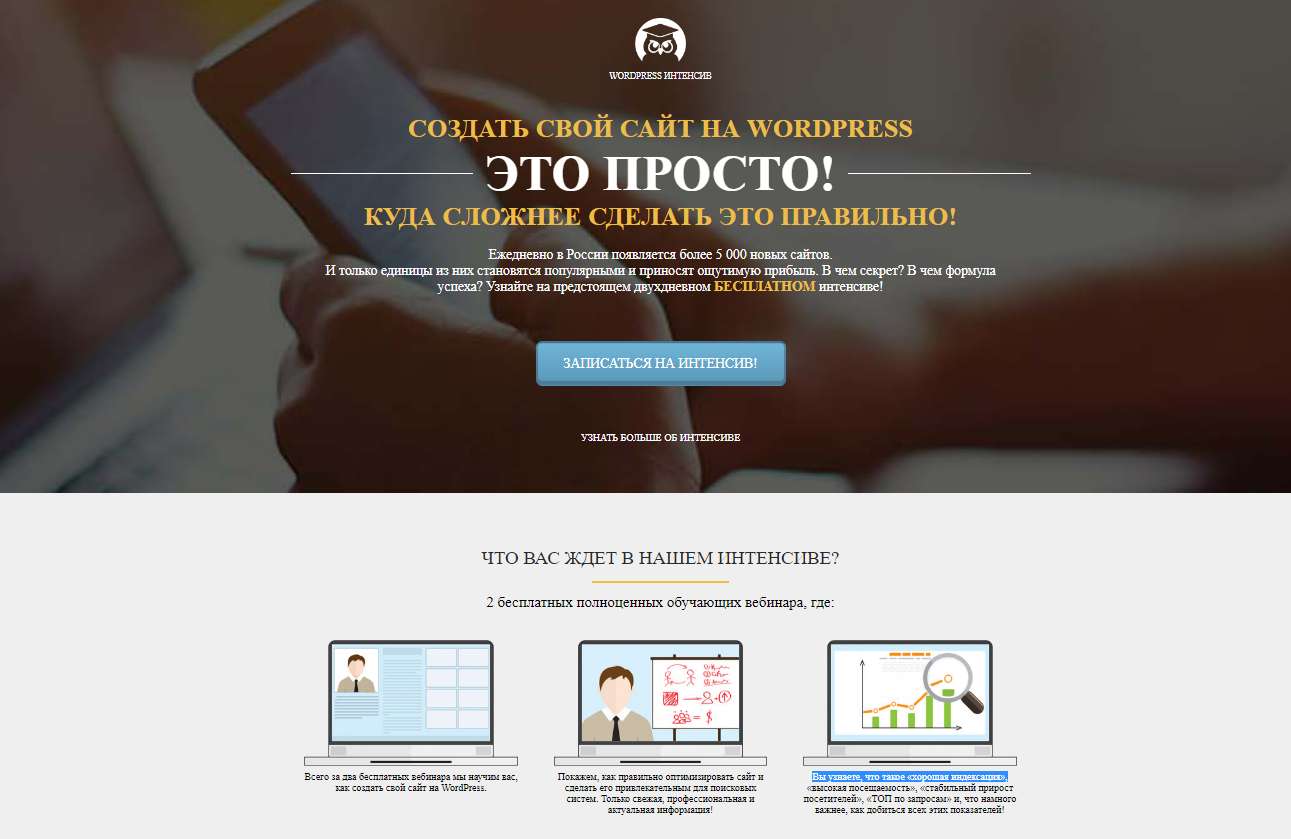 WORDPRESS ИНТЕНСИВ
СОЗДАТЬ СВОЙ САЙТ НА WORDPRESS
ЭТО ПРОСТО!
КУДА СЛОЖНЕЕ СДЕЛАТЬ ЭТО ПРАВИЛЬНО!
Ежедневно в России появляется более 5 000 новых сайтов.
И только единицы из них становятся популярными и приносят ощутимую прибыль. В чем секрет? В чем формула
успеха? Узнайте на предстоящем двухдневном БЕСПЛАТНОМ интенсиве!
ЗАПИСАТЬСЯ НА ИНТЕНСИВ!
УЗНАТЬ БОЛЬШЕ ОБ ИНТЕНСИВЕ
ЧТО ВАС ЖДЕТ В НАШЕМ ИНТЕНСИВЕ?
2 бесплатных полноценных обучающих вебинара, где:
Всего за два бесплатных вебинара мы научим вас,
как создать свой сайт на WordPress.
Покажем, как правильно оптимизировать сайт и
сделать его привлекательным для поисковых
систем. Только свежая, профессиональная и
актуальная информация!
Вы узнаете, что такое «хорошая индексация»,
«высокая посещаемость», «стабильный прирост
посетителей», «ТОП по запросам» и, что намного
важнее, как добиться всех этих показателей!